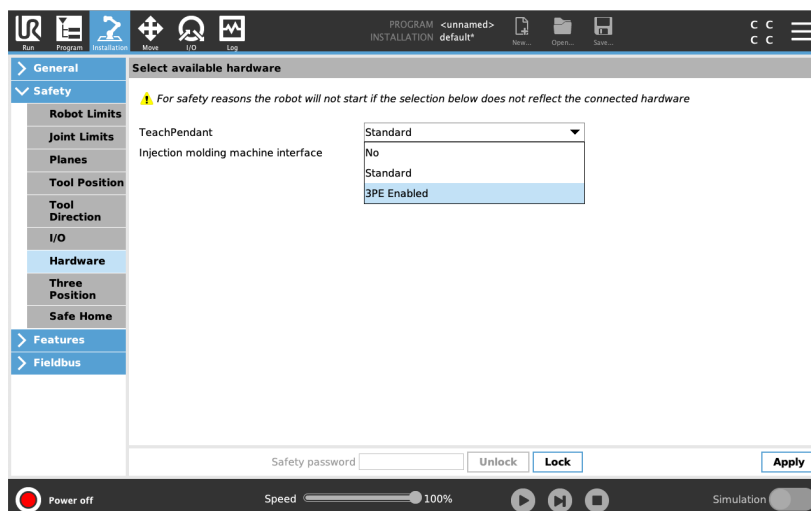 UR
Run
Program
Installation
Move
I/O
Log
PROGRAM <unnamed>
INSTALLATION default*
New...
Open...
Save...
C C
C C
General
Safety
Robot Limits
Joint Limits
Planes
Tool Position
Tool
Direction
I/O
Hardware
Three
Position
Safe Home
Features
Fieldbus
Select available hardware
For safety reasons the robot will not start if the selection below does not reflect the connected hardware
TeachPendant
Standard
Injection molding machine interface
No
Standard
3PE Enabled
Safety password
Unlock
Lock
Apply
Power off
Speed
100%
Simulation